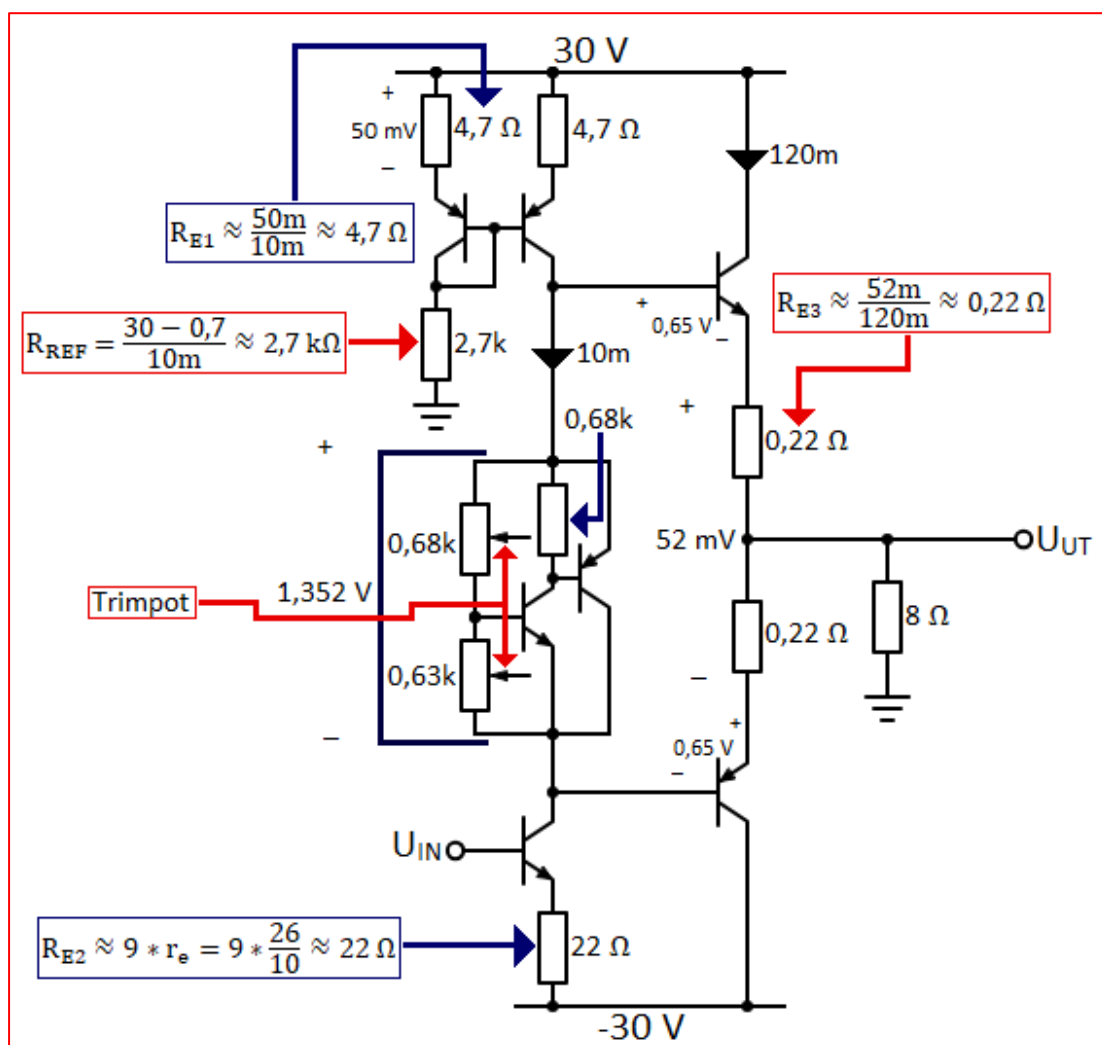 30 V
+
50 mV
–
4,7 Ω
4,7 Ω
120m
R_E1 ≈ 50m/10m ≈ 4,7 Ω
R_REF = (30 − 0,7)/10m ≈ 2,7 kΩ
2,7k
10m
+
0,65 V
–
R_E3 ≈ 52m/120m ≈ 0,22 Ω
+
0,22 Ω
0,68k
+
0,68k
Trimpot
1,352 V
0,63k
–
52 mV
U_UT
0,22 Ω
8 Ω
–
+
0,65 V
–
U_IN
R_E2 ≈ 9 * r_e = 9 * 26/10 ≈ 22 Ω
22 Ω
-30 V